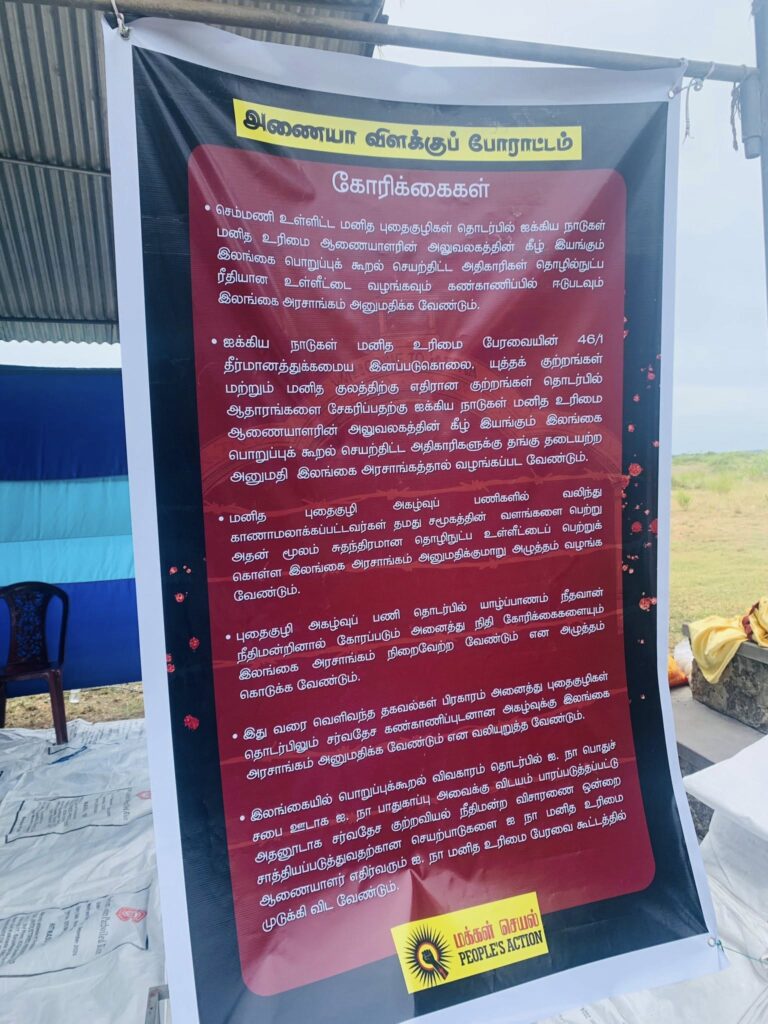 அணையா விளக்குப் போராட்டம்
கோரிக்கைகள்
• செம்மணி உள்ளிட்ட மனித புதைகுழிகள் தொடர்பில் ஐக்கிய நாடுகள்
மனித உரிமை ஆணையாளரின் அலுவலகத்தின் கீழ் இயங்கும்
இலங்கை பொறுப்புக் கூறல் செயற்திட்ட அதிகாரிகள் தொழில்நுட்ப
ரீதியான உள்ளீட்டை வழங்கவும் கண்காணிப்பில் ஈடுபடவும்
இலங்கை அரசாங்கம் அனுமதிக்க வேண்டும்.
• ஐக்கிய நாடுகள் மனித உரிமை பேரவையின் 46/1
தீர்மானத்துக்கமைய இனப்படுகொலை, யுத்தக் குற்றங்கள்
மற்றும் மனித குலத்திற்கு எதிரான குற்றங்கள் தொடர்பில்
ஆதாரங்களை சேகரிப்பதற்கு ஐக்கிய நாடுகள் மனித உரிமை
ஆணையாளரின் அலுவலகத்தின் கீழ் இயங்கும் இலங்கை
பொறுப்புக் கூறல் செயற்திட்ட அதிகாரிகளுக்கு தங்கு தடையற்ற
அனுமதி இலங்கை அரசாங்கத்தால் வழங்கப்பட வேண்டும்.
• மனித புதைகுழி அகழ்வுப் பணிகளில் வலிந்து
காணாமலாக்கப்பட்டவர்கள் தமது சமூகத்தின் வளங்களை பெற்று
அதன் மூலம் சுதந்திரமான தொழிநுட்ப உள்ளீட்டைப் பெற்றுக்
கொள்ள இலங்கை அரசாங்கம் அனுமதிக்குமாறு அழுத்தம் வழங்க
வேண்டும்.
• புதைகுழி அகழ்வுப் பணி தொடர்பில் யாழ்ப்பாணம் நீதவான்
நீதிமன்றினால் கோரப்படும் அனைத்து நிதி கோரிக்கைகளையும்
இலங்கை அரசாங்கம் நிறைவேற்ற வேண்டும் என அழுத்தம்
கொடுக்க வேண்டும்.
• இது வரை வெளிவந்த தகவல்கள் பிரகாரம் அனைத்து புதைகுழிகள்
தொடர்பிலும் சர்வதேச கண்காணிப்புடனான அகழ்வுக்கு இலங்கை
அரசாங்கம் அனுமதிக்க வேண்டும் என வலியுறுத்த வேண்டும்.
• இலங்கையில் பொறுப்புக்கூறல் விவகாரம் தொடர்பில் ஐ. நா பொதுச்
சபை ஊடாக ஐ. நா பாதுகாப்பு அவைக்கு விடயம் பாரப்படுத்தப்பட்டு
அதனூடாக சர்வதேச குற்றவியல் நீதிமன்ற விசாரணை ஒன்றை
சாத்தியப்படுத்துவதற்கான செயற்பாடுகளை ஐ நா மனித உரிமை
ஆணையாளர் எதிர்வரும் ஐ. நா மனித உரிமை பேரவை கூட்டத்தில்
முடுக்கி விட வேண்டும்.
மக்கள் செயல்
PEOPLE'S ACTION